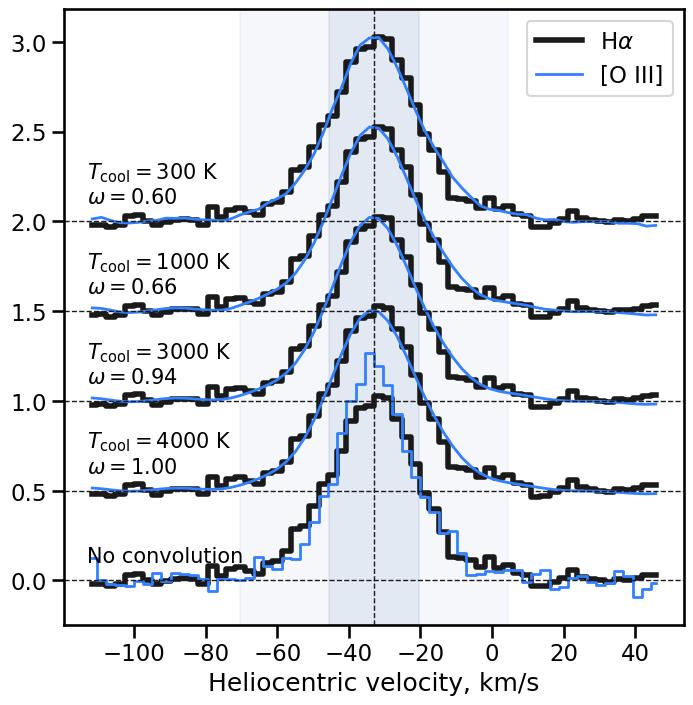 Hα
[O III]
3.0
2.5
T_cool = 300 K
ω = 0.60
2.0
T_cool = 1000 K
ω = 0.66
1.5
T_cool = 3000 K
ω = 0.94
1.0
T_cool = 4000 K
ω = 1.00
0.5
No convolution
0.0
−100 −80 −60 −40 −20 0 20 40
Heliocentric velocity, km/s